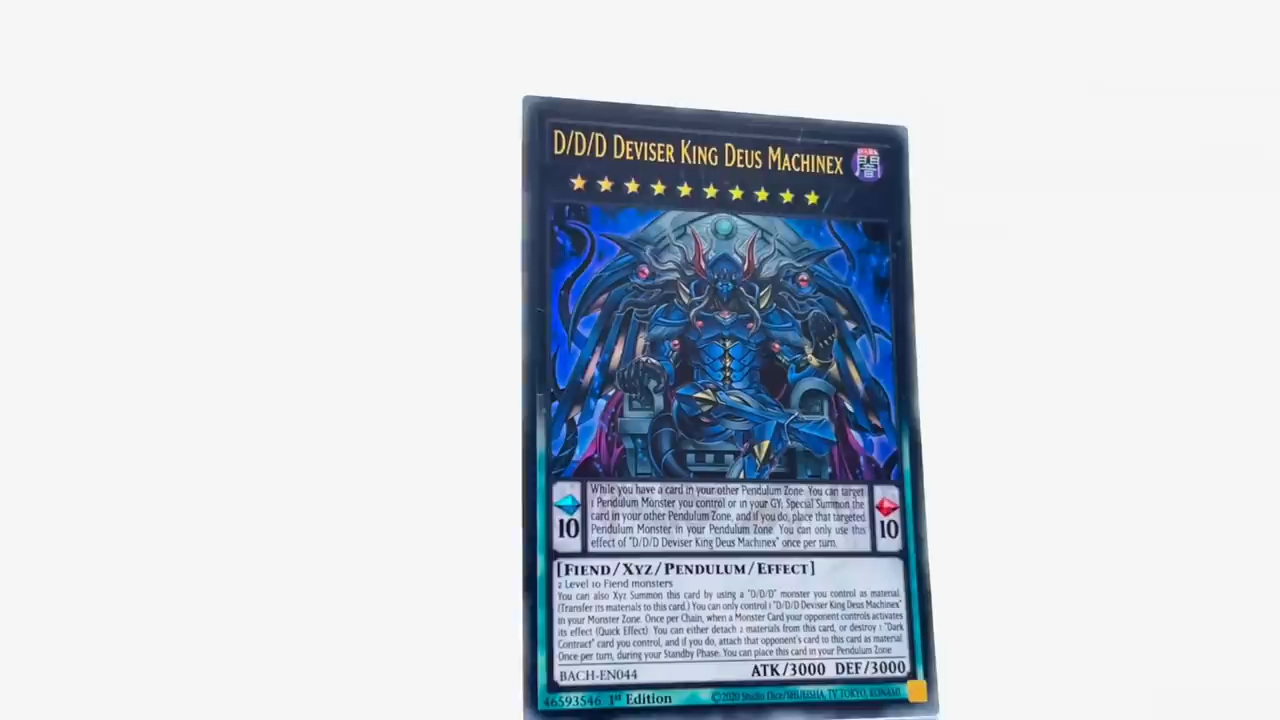 D/D/D DEVISER KING DEUS MACHINEX
DARK
闇
While you have a card in your other Pendulum Zone: You can target
1 Pendulum Monster you control or in your GY; Special Summon the
card in your other Pendulum Zone, and if you do, place that targeted
Pendulum Monster in your Pendulum Zone. You can only use this
effect of "D/D/D Deviser King Deus Machinex" once per turn.
10
10
[FIEND/XYZ/PENDULUM/EFFECT]
2 Level 10 Fiend monsters
You can also Xyz Summon this card by using a "D/D/D" monster you control as material.
(Transfer its materials to this card.) You can only control 1 "D/D/D Deviser King Deus Machinex"
in your Monster Zone. Once per Chain, when a Monster Card your opponent controls activates
its effect (Quick Effect): You can either detach 2 materials from this card, or destroy 1 "Dark
Contract" card you control, and if you do, attach that opponent's card to this card as material.
Once per turn, during your Standby Phase: You can place this card in your Pendulum Zone.
BACH-EN044
ATK/3000 DEF/3000
46593546 1st Edition
©2020 Studio Dice/SHUEISHA, TV TOKYO, KONAMI